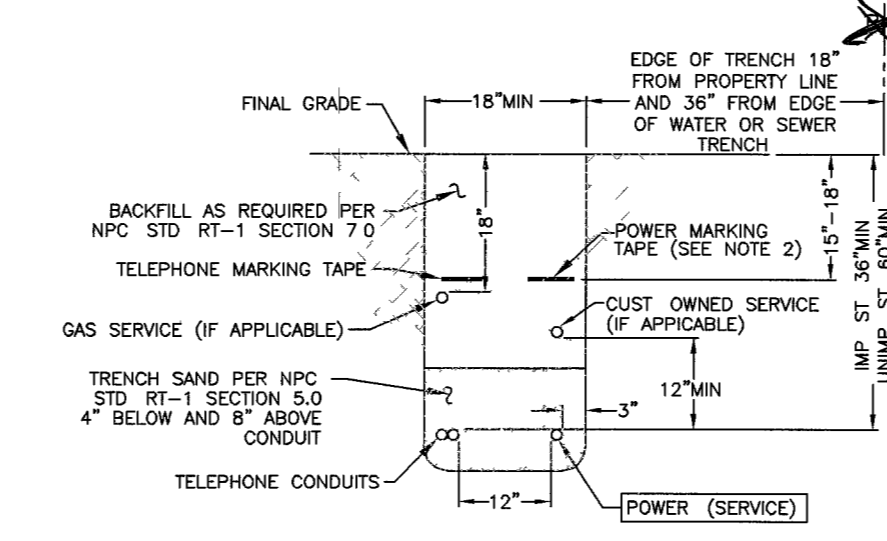 EDGE OF TRENCH 18"
FROM PROPERTY LINE
AND 36" FROM EDGE
OF WATER OR SEWER
TRENCH
FINAL GRADE
18"MIN
BACKFILL AS REQUIRED PER
NPC STD RT-1 SECTION 7 0
18"
POWER MARKING
TAPE (SEE NOTE 2)
15"-18"
IMP ST 36"MIN
UNIMP ST 60"MIN
TELEPHONE MARKING TAPE
GAS SERVICE (IF APPLICABLE)
CUST OWNED SERVICE
(IF APPICABLE)
TRENCH SAND PER NPC
STD RT-1 SECTION 5.0
4" BELOW AND 8" ABOVE
CONDUIT
12"MIN
3"
TELEPHONE CONDUITS
12"
POWER (SERVICE)